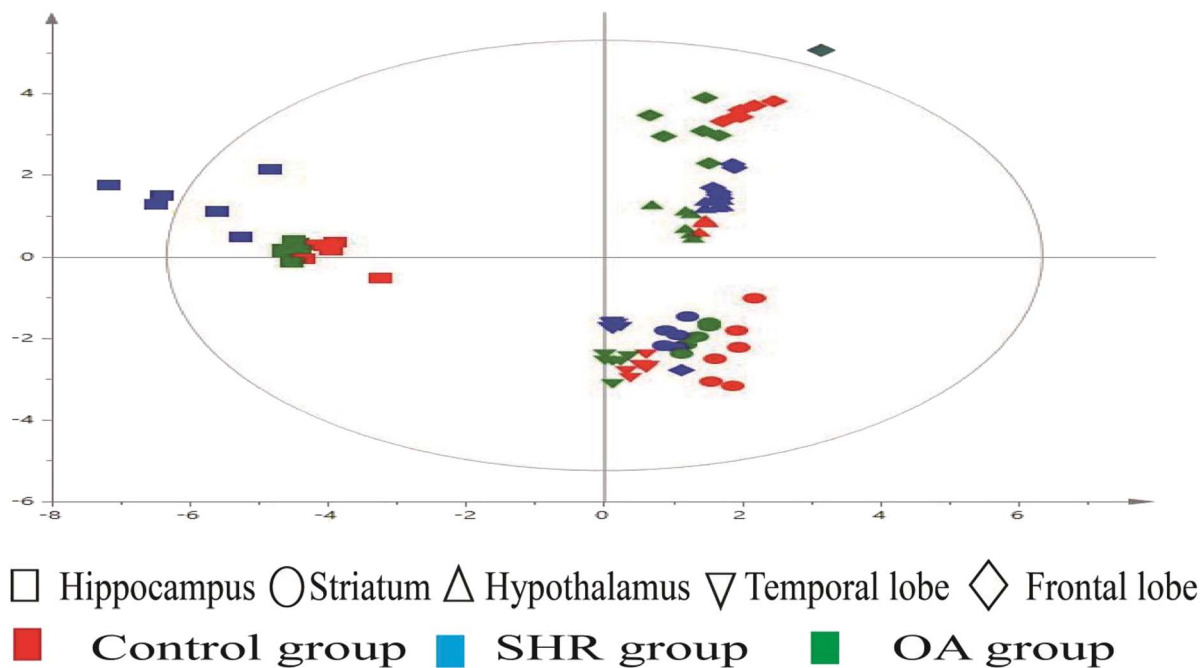 4
2
0
-2
-4
-6
-8 -6 -4 -2 0 2 4 6
Hippocampus Striatum Hypothalamus Temporal lobe Frontal lobe
Control group SHR group OA group